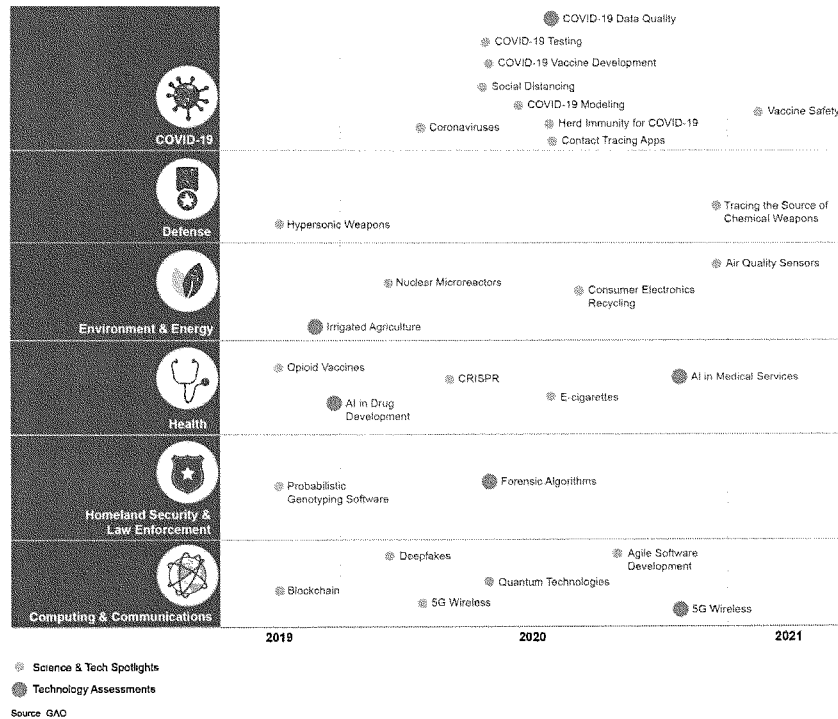 COVID-19 Data Quality
COVID-19 Testing
COVID-19 Vaccine Development
Social Distancing
COVID-19 Modeling
Vaccine Safety
Herd Immunity for COVID-19
Coronaviruses
Contact Tracing Apps
COVID-19
Tracing the Source of
Chemical Weapons
Hypersonic Weapons
Defense
Air Quality Sensors
Nuclear Microreactors
Consumer Electronics
Recycling
Irrigated Agriculture
Environment & Energy
Opioid Vaccines
CRISPR
AI in Medical Services
E-cigarettes
AI in Drug
Development
Health
Probabilistic
Genotyping Software
Forensic Algorithms
Homeland Security &
Law Enforcement
Deepfakes
Agile Software
Development
Quantum Technologies
Blockchain
5G Wireless
5G Wireless
Computing & Communications
2019
2020
2021
Science & Tech Spotlights
Technology Assessments
Source GAO